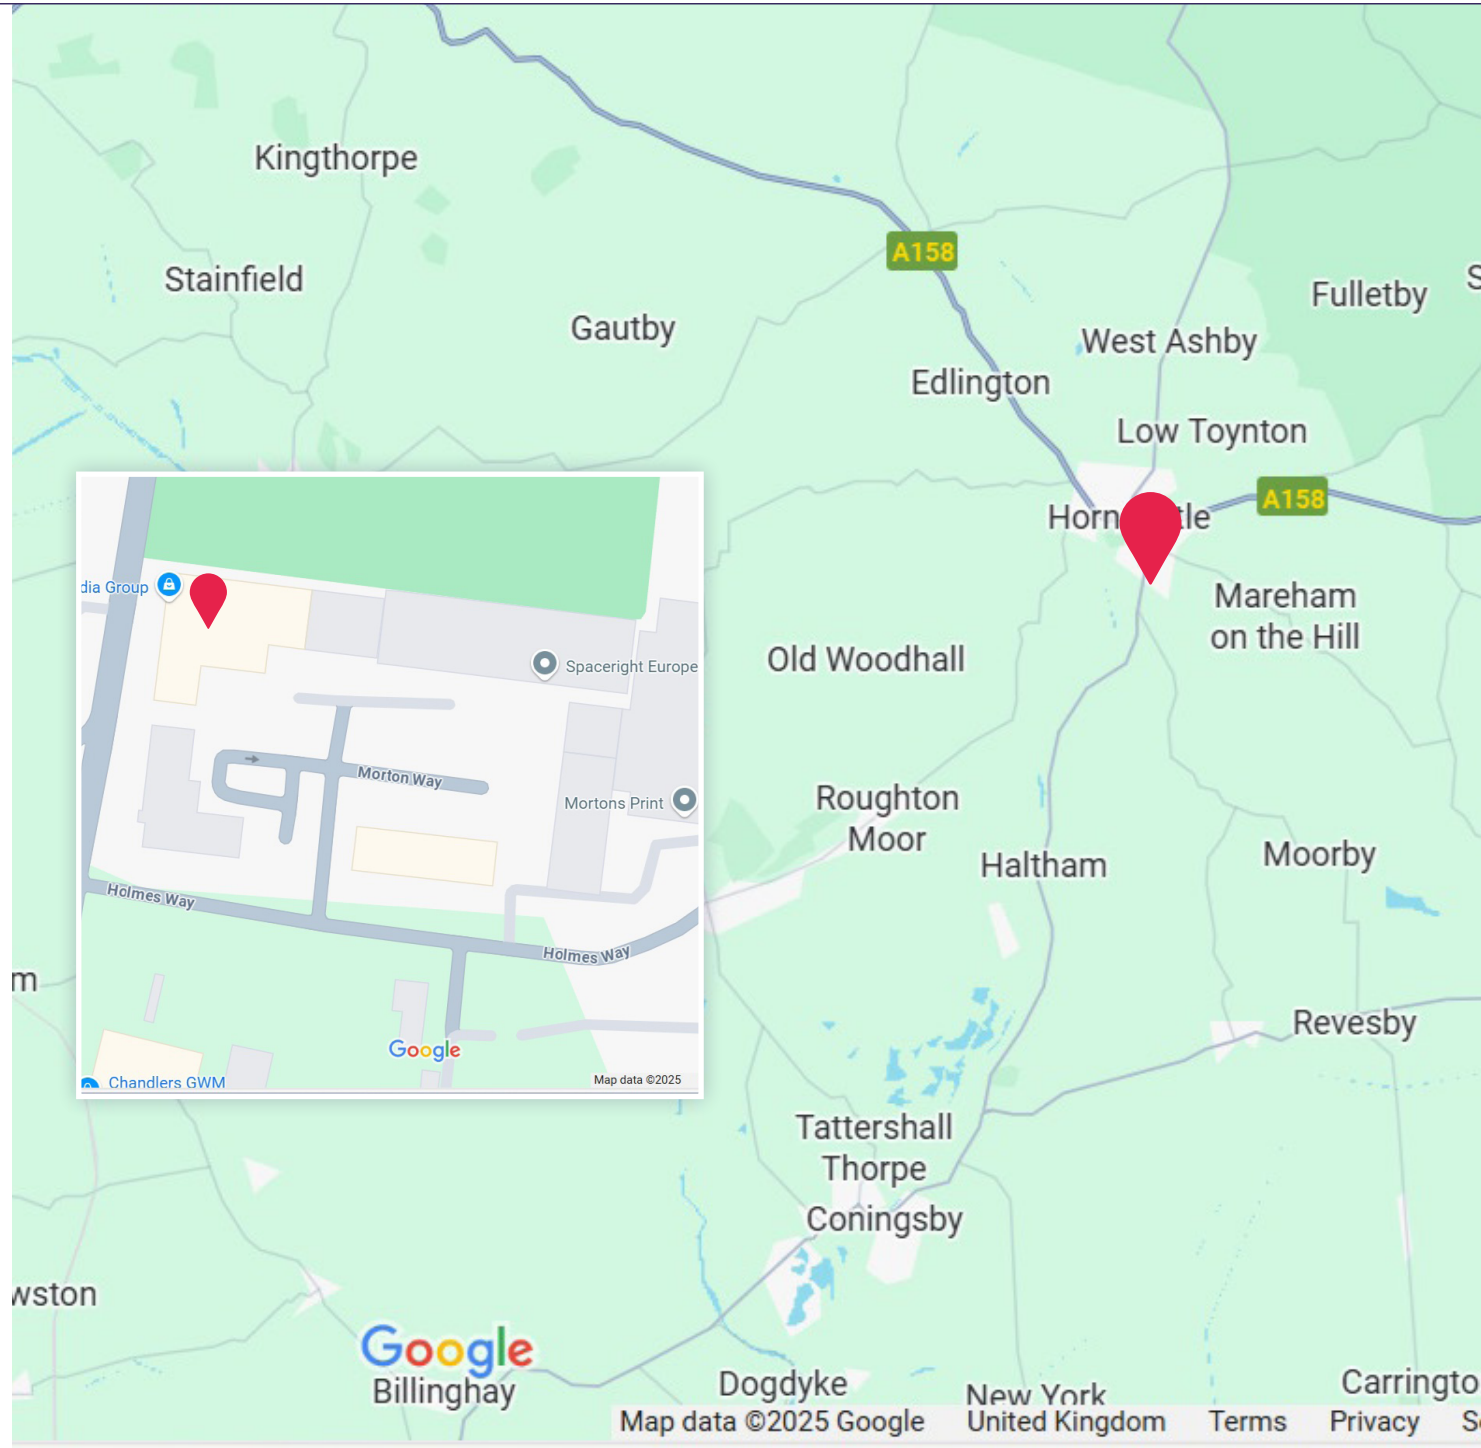 Kingthorpe
A158
Stainfield
Fulletby
S
Gautby
West Ashby
Edlington
Low Toynton
A158
Horn
tle
dia Group
Mareham
on the Hill
Old Woodhall
Spaceright Europe
Morton Way
Mortons Print
Roughton
Moor
Haltham
Moorby
Holmes Way
Holmes Way
m
Revesby
Google
Chandlers GWM
Map data ©2025
Tattershall
Thorpe
Coningsby
wston
Google
Billinghay
Dogdyke
New York
Carringto
Map data ©2025 Google United Kingdom Terms Privacy S